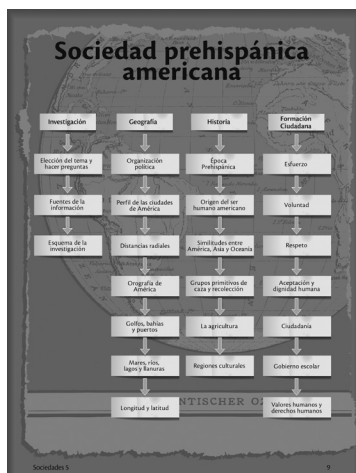 Sociedad prehispánica
americana
Investigación
Elección del tema y
hacer preguntas
Fuentes de la
información
Esquema de la
investigación
Geografía
Organización
política
Perfil de las ciudades
de América
Distancias radiales
Orografía de
América
Golfos, bahías
y puertos
Mares, ríos,
lagos y llanuras
Longitud y latitud
Historia
Época
Prehispánica
Origen del ser
humano americano
Similitudes entre
América, Asia y Oceanía
Grupos primitivos de
caza y recolección
La agricultura
Regiones culturales
Formación
Ciudadana
Esfuerzo
Voluntad
Respeto
Aceptación y
dignidad humana
Ciudadanía
Gobierno escolar
Valores humanos y
derechos humanos
NTISCHER OZ
Sociedades 5
9